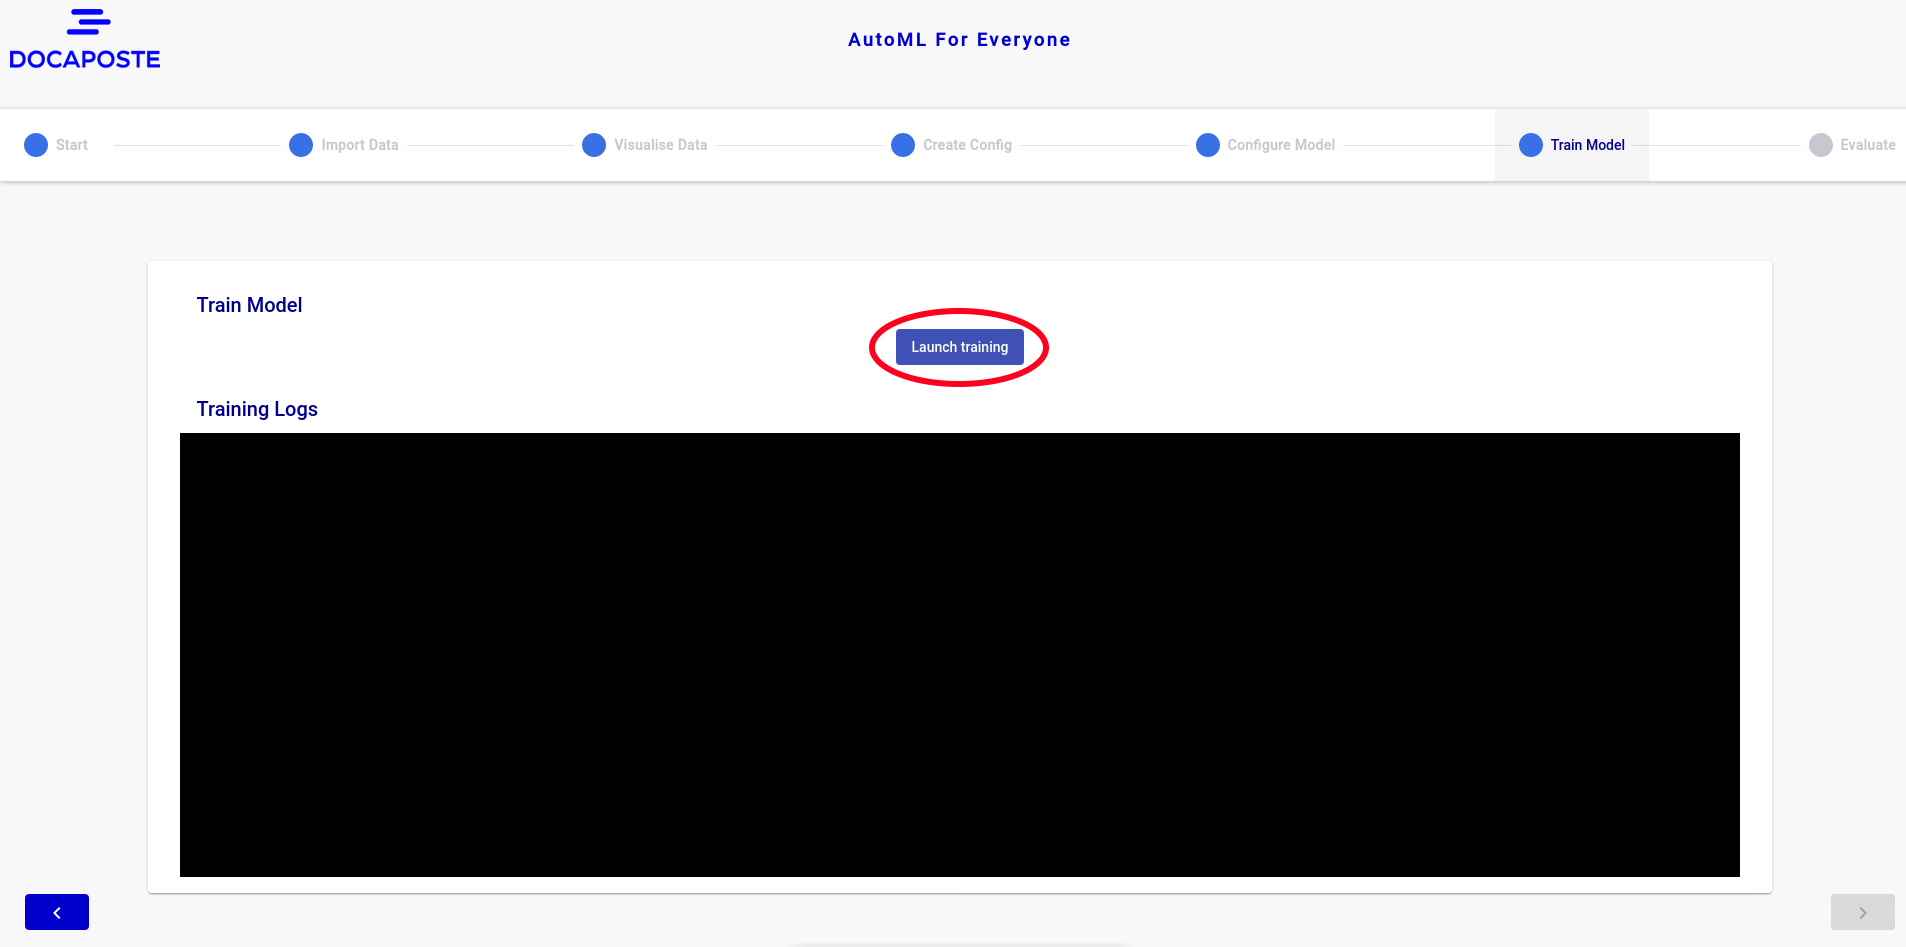 DOCAPOSTE
AutoML For Everyone
Start
Import Data
Visualise Data
Create Config
Configure Model
Train Model
Evaluate
Train Model
Launch training
Training Logs